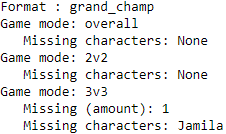 Format : grand_champ
Game mode: overall
Missing characters: None
Game mode: 2v2
Missing characters: None
Game mode: 3v3
Missing (amount): 1
Missing characters: Jamila